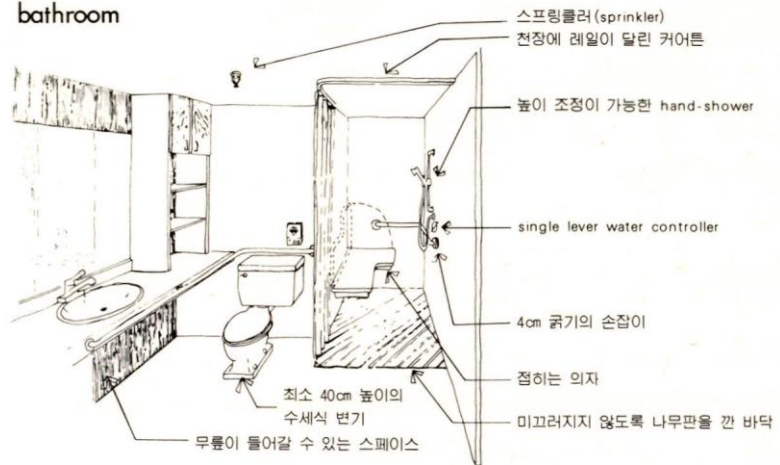 bathroom
스프링클러(sprinkler)
천장에 레일이 달린 커어튼
높이 조정이 가능한 hand-shower
single lever water controller
4cm 굵기의 손잡이
접히는 의자
미끄러지지 않도록 나무판을 깐 바닥
최소 40cm 높이의
수세식 변기
무릎이 들어갈 수 있는 스페이스